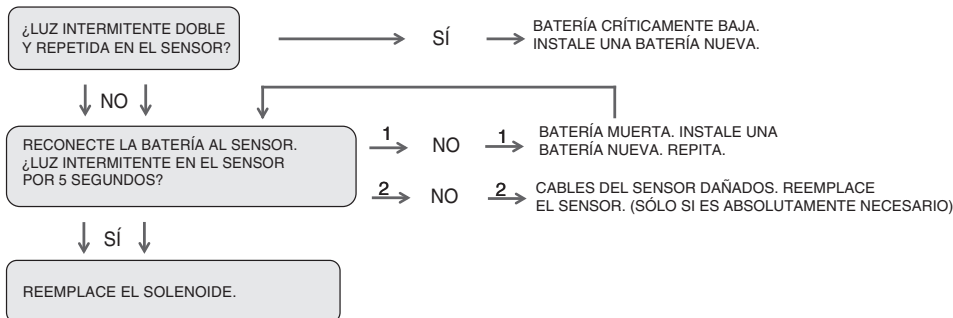 ¿LUZ INTERMITENTE DOBLE
Y REPETIDA EN EL SENSOR?
SÍ
BATERÍA CRÍTICAMENTE BAJA.
INSTALE UNA BATERÍA NUEVA.
NO
RECONECTE LA BATERÍA AL SENSOR.
¿LUZ INTERMITENTE EN EL SENSOR
POR 5 SEGUNDOS?
1
NO
1
BATERÍA MUERTA. INSTALE UNA
BATERÍA NUEVA. REPITA.
2
NO
2
CABLES DEL SENSOR DAÑADOS. REEMPLACE
EL SENSOR. (SÓLO SI ES ABSOLUTAMENTE NECESARIO)
SÍ
REEMPLACE EL SOLENOIDE.